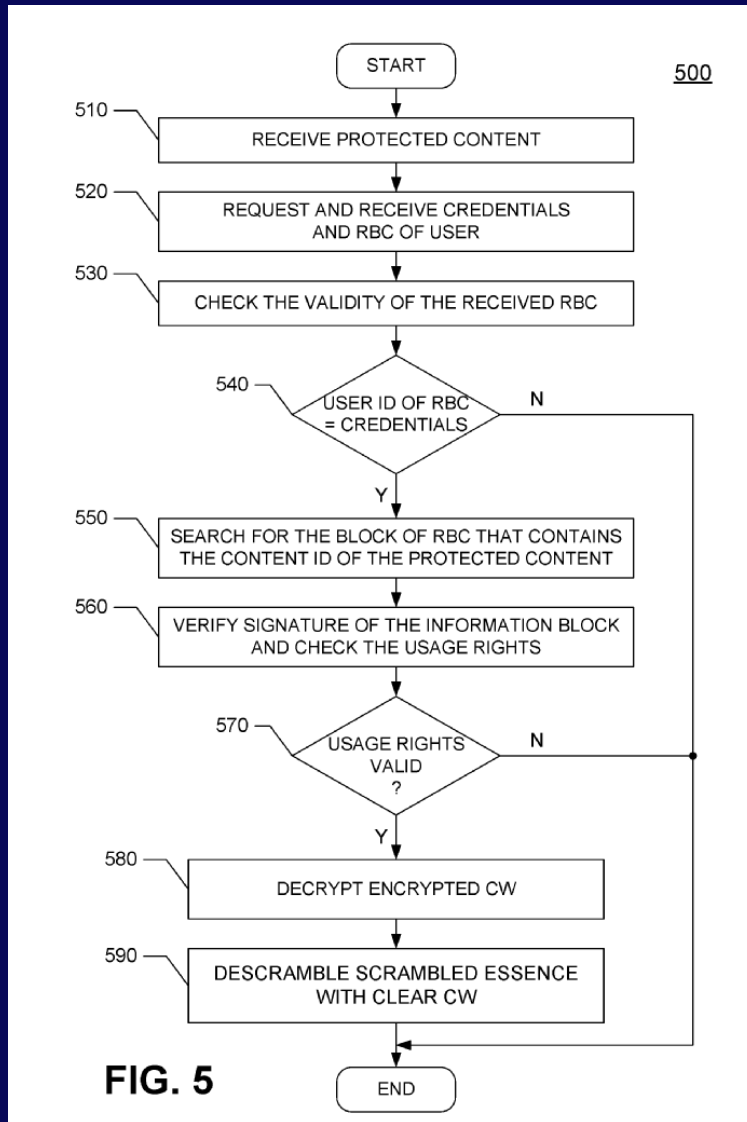 START
500
510
RECEIVE PROTECTED CONTENT
520
REQUEST AND RECEIVE CREDENTIALS
AND RBC OF USER
530
CHECK THE VALIDITY OF THE RECEIVED RBC
540
USER ID OF RBC
= CREDENTIALS
N
Y
550
SEARCH FOR THE BLOCK OF RBC THAT CONTAINS
THE CONTENT ID OF THE PROTECTED CONTENT
560
VERIFY SIGNATURE OF THE INFORMATION BLOCK
AND CHECK THE USAGE RIGHTS
570
USAGE RIGHTS
VALID
?
N
Y
580
DECRYPT ENCRYPTED CW
590
DESCRAMBLE SCRAMBLED ESSENCE
WITH CLEAR CW
FIG. 5
END